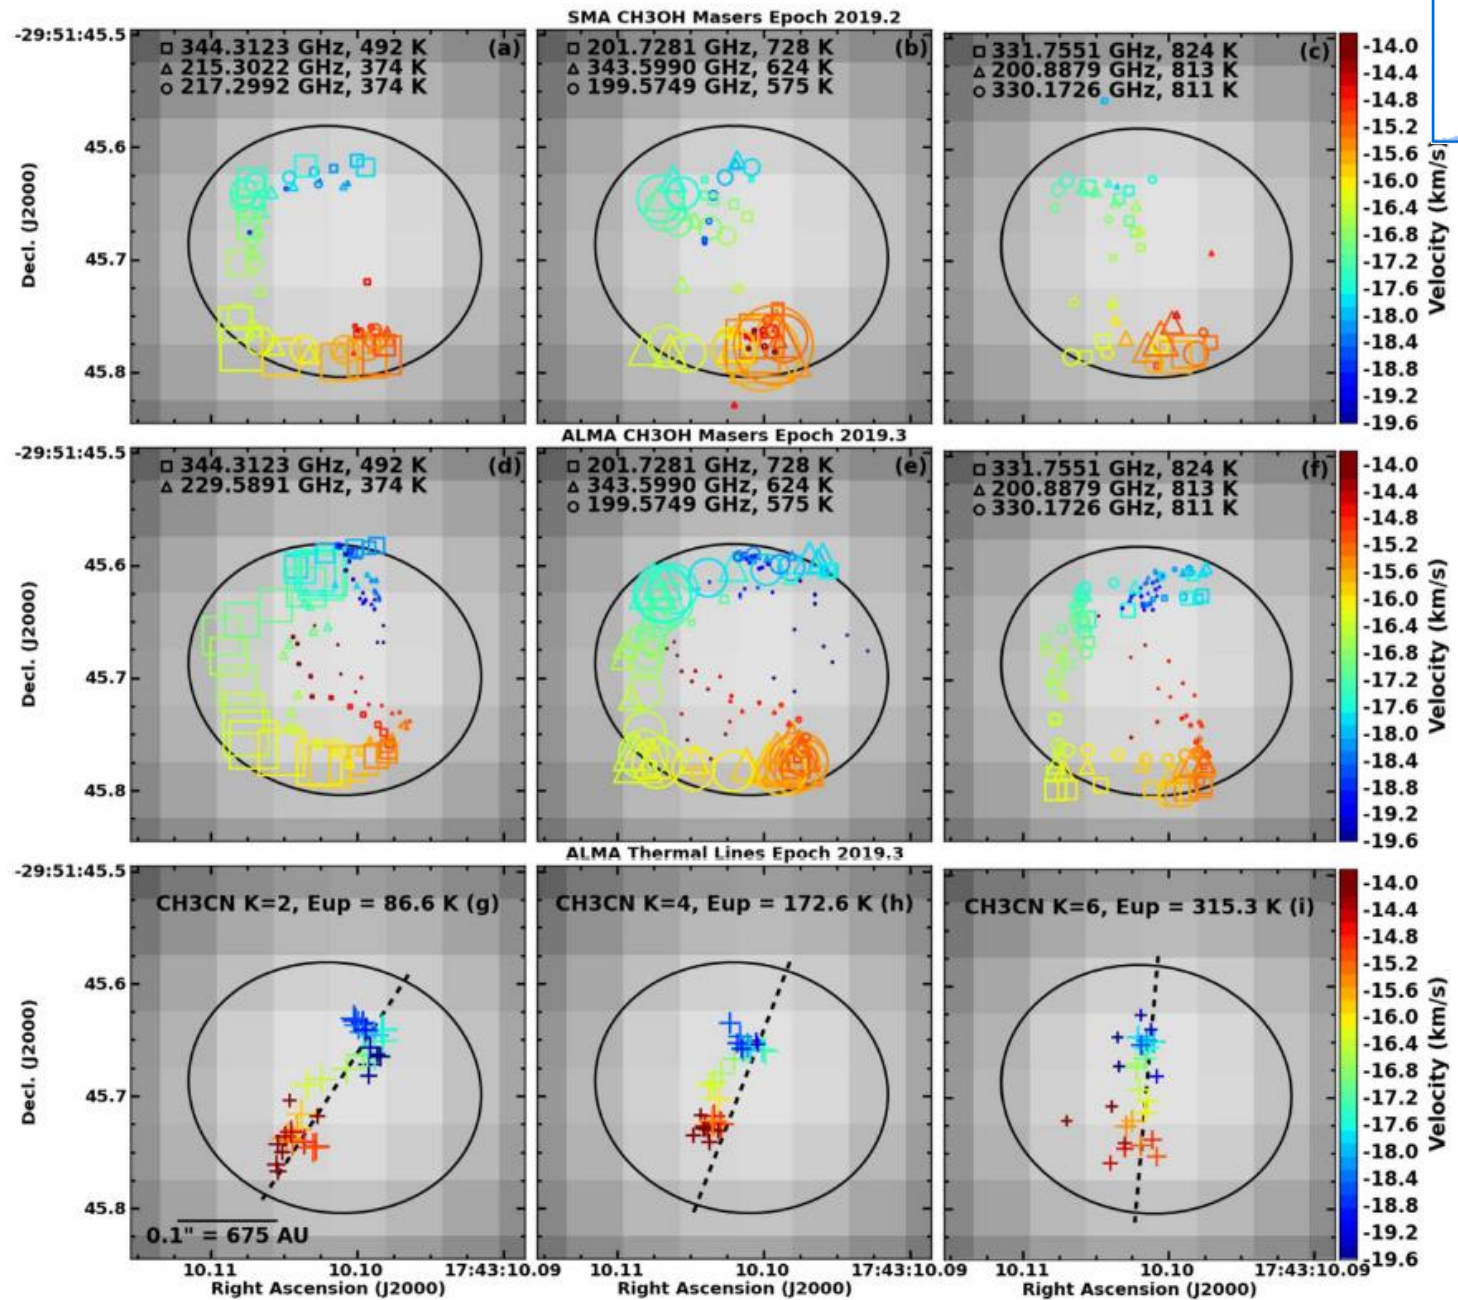 SMA CH3OH Masers Epoch 2019.2
-29:51:45.5
45.6
45.7
45.8
Decl. (J2000)
344.3123 GHz, 492 K (a)
215.3022 GHz, 374 K
217.2992 GHz, 374 K
201.7281 GHz, 728 K (b)
343.5990 GHz, 624 K
199.5749 GHz, 575 K
331.7551 GHz, 824 K (c)
200.8879 GHz, 813 K
330.1726 GHz, 811 K
-14.0
-14.4
-14.8
-15.2
-15.6
-16.0
-16.4
-16.8
-17.2
-17.6
-18.0
-18.4
-18.8
-19.2
-19.6
Velocity (km/s)
ALMA CH3OH Masers Epoch 2019.3
-29:51:45.5
45.6
45.7
45.8
Decl. (J2000)
344.3123 GHz, 492 K (d)
229.5891 GHz, 374 K
201.7281 GHz, 728 K (e)
343.5990 GHz, 624 K
199.5749 GHz, 575 K
331.7551 GHz, 824 K (f)
200.8879 GHz, 813 K
330.1726 GHz, 811 K
-14.0
-14.4
-14.8
-15.2
-15.6
-16.0
-16.4
-16.8
-17.2
-17.6
-18.0
-18.4
-18.8
-19.2
-19.6
Velocity (km/s)
ALMA Thermal Lines Epoch 2019.3
-29:51:45.5
45.6
45.7
45.8
Decl. (J2000)
CH3CN K=2, Eup = 86.6 K (g)
CH3CN K=4, Eup = 172.6 K (h)
CH3CN K=6, Eup = 315.3 K (i)
0.1" = 675 AU
-14.0
-14.4
-14.8
-15.2
-15.6
-16.0
-16.4
-16.8
-17.2
-17.6
-18.0
-18.4
-18.8
-19.2
-19.6
Velocity (km/s)
10.11 10.10 17:43:10.09
10.11 10.10 17:43:10.09
10.11 10.10 17:43:10.09
Right Ascension (J2000)
Right Ascension (J2000)
Right Ascension (J2000)